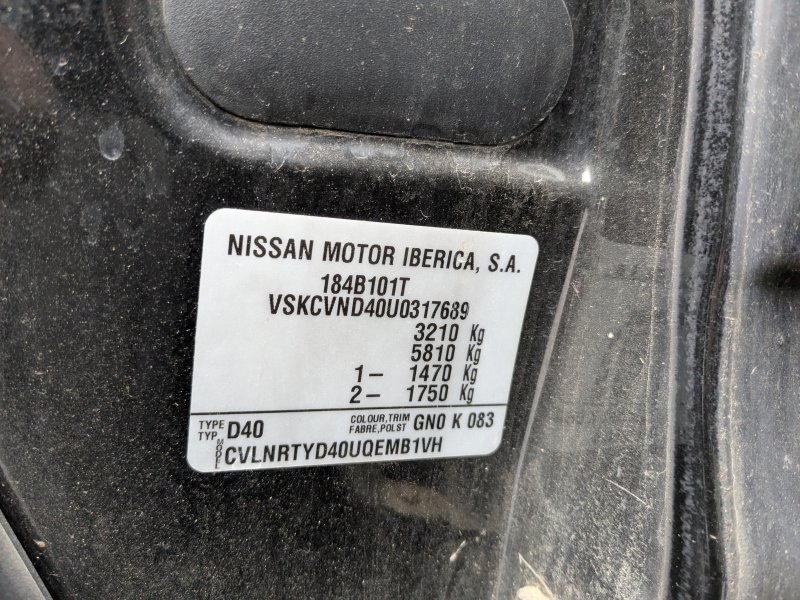 NISSAN MOTOR IBERICA, S.A.
184B101T
VSKCVND40U0317689
3210 Kg
5810 Kg
1– 1470 Kg
2– 1750 Kg
TYPE TYP D40 COLOUR,TRIM FABRE,POLST GN0 K 083
MODEL CVLNRTYD40UQEMB1VH